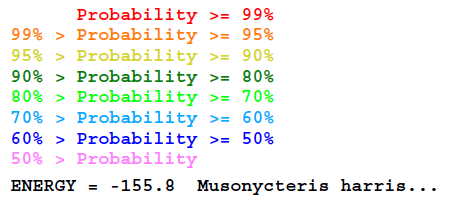 Probability >= 99%
99% > Probability >= 95%
95% > Probability >= 90%
90% > Probability >= 80%
80% > Probability >= 70%
70% > Probability >= 60%
60% > Probability >= 50%
50% > Probability
ENERGY = -155.8  Musonycteris harris...